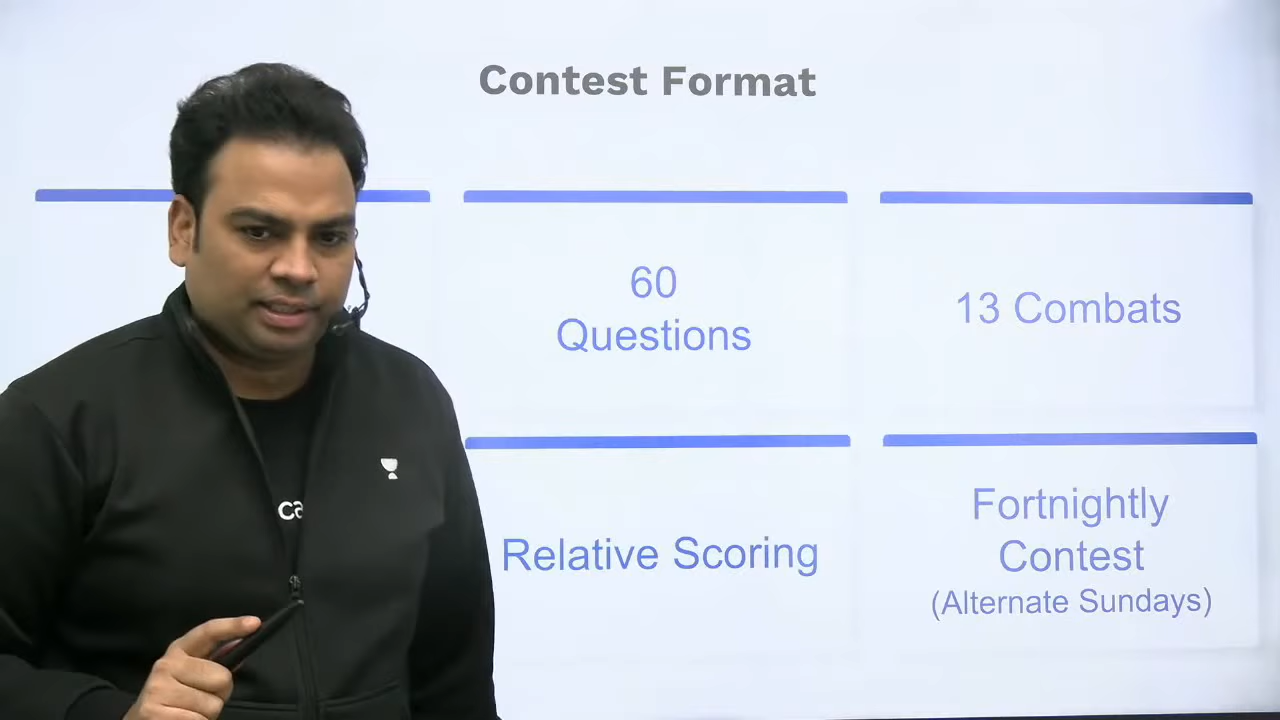 Contest Format
60
Questions
13 Combats
Relative Scoring
Fortnightly
Contest
(Alternate Sundays)